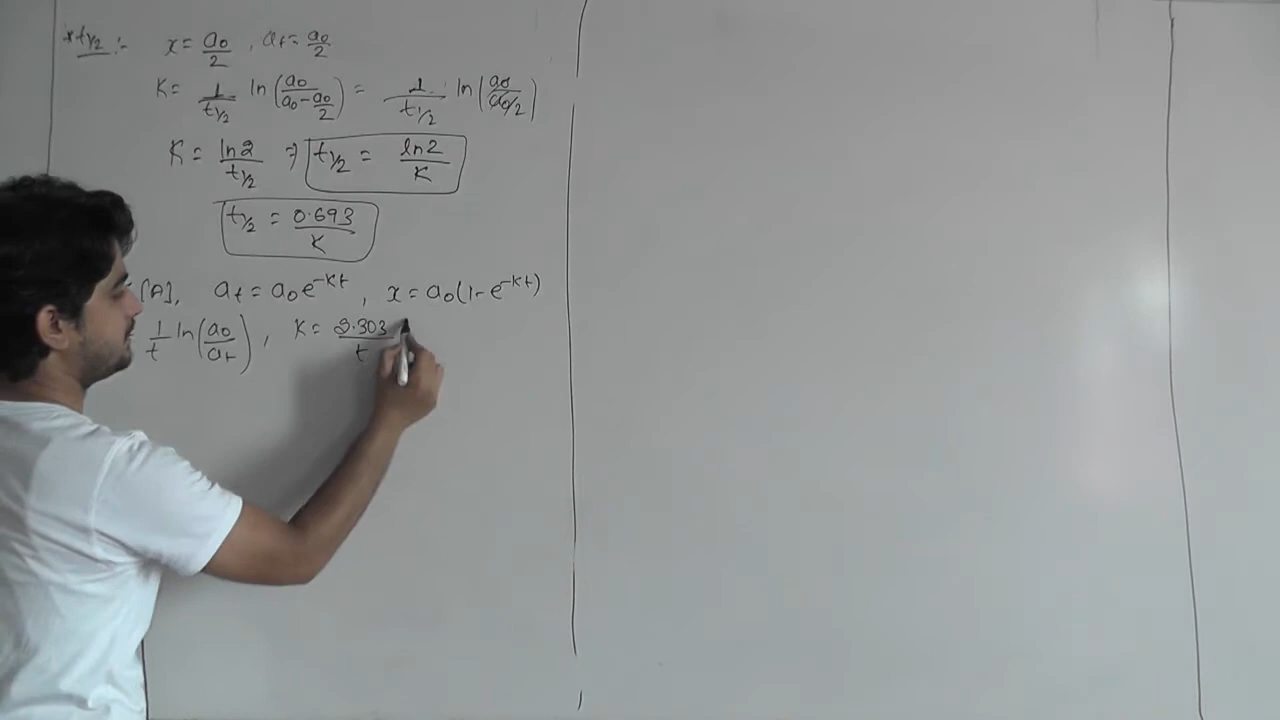 * t1/2 :- x = a0/2 , at = a0/2
K = 1/t1/2 ln(a0/(a0 - a0/2)) = 1/t1/2 ln(a0/(a0/2))
K = ln2/t1/2 ⇒ t1/2 = ln2/K
t1/2 = 0.693/K
[A], at = a0 e^-Kt , x = a0(1 - e^-Kt)
1/t ln(a0/at) , K = 2.303/t